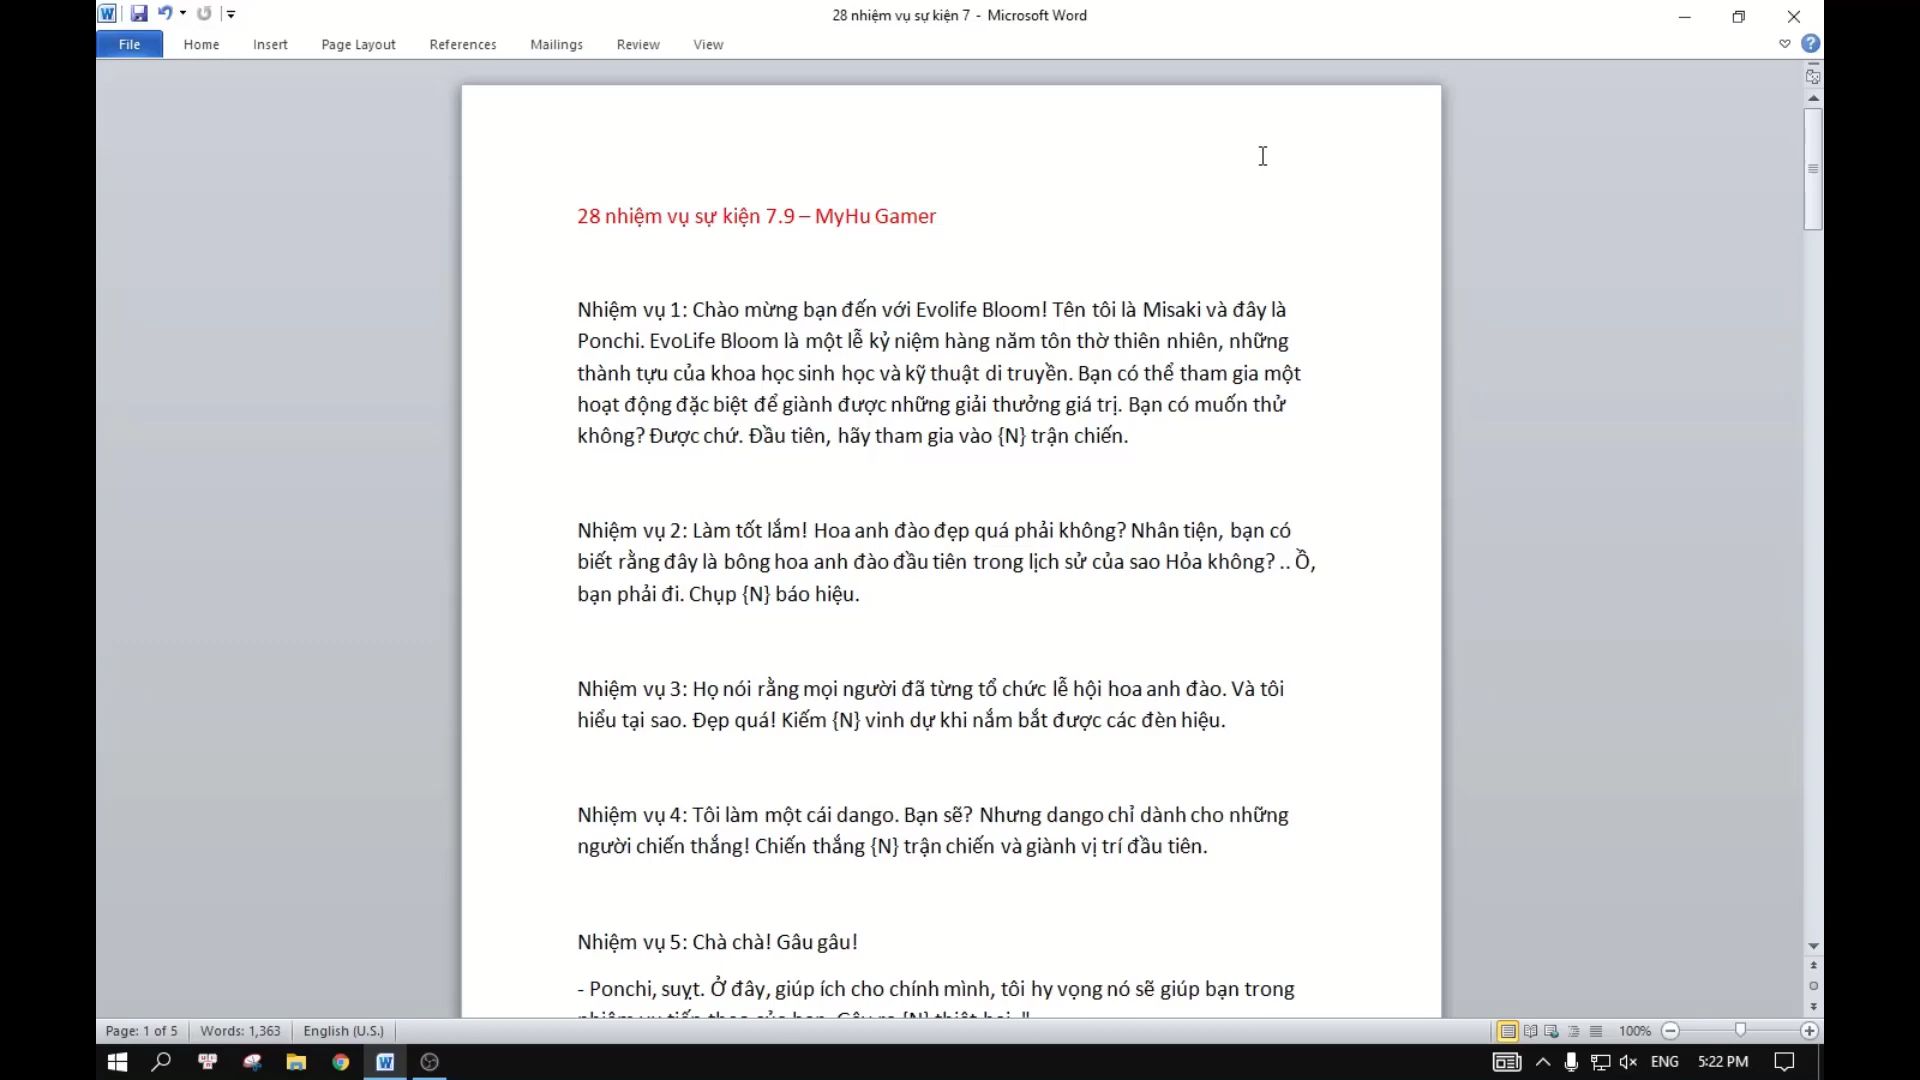 28 nhiệm vụ sự kiện 7 - Microsoft Word
File Home Insert Page Layout References Mailings Review View
28 nhiệm vụ sự kiện 7.9 – MyHu Gamer
Nhiệm vụ 1: Chào mừng bạn đến với Evolife Bloom! Tên tôi là Misaki và đây là
Ponchi. EvoLife Bloom là một lễ kỷ niệm hàng năm tôn thờ thiên nhiên, những
thành tựu của khoa học sinh học và kỹ thuật di truyền. Bạn có thể tham gia một
hoạt động đặc biệt để giành được những giải thưởng giá trị. Bạn có muốn thử
không? Được chứ. Đầu tiên, hãy tham gia vào {N} trận chiến.
Nhiệm vụ 2: Làm tốt lắm! Hoa anh đào đẹp quá phải không? Nhân tiện, bạn có
biết rằng đây là bông hoa anh đào đầu tiên trong lịch sử của sao Hỏa không? .. Ồ,
bạn phải đi. Chụp {N} báo hiệu.
Nhiệm vụ 3: Họ nói rằng mọi người đã từng tổ chức lễ hội hoa anh đào. Và tôi
hiểu tại sao. Đẹp quá! Kiếm {N} vinh dự khi nắm bắt được các đèn hiệu.
Nhiệm vụ 4: Tôi làm một cái dango. Bạn sẽ? Nhưng dango chỉ dành cho những
người chiến thắng! Chiến thắng {N} trận chiến và giành vị trí đầu tiên.
Nhiệm vụ 5: Chà chà! Gâu gâu!
- Ponchi, suỵt. Ở đây, giúp ích cho chính mình, tôi hy vọng nó sẽ giúp bạn trong
Page: 1 of 5 Words: 1,363 English (U.S.) 100%
ENG 5:22 PM